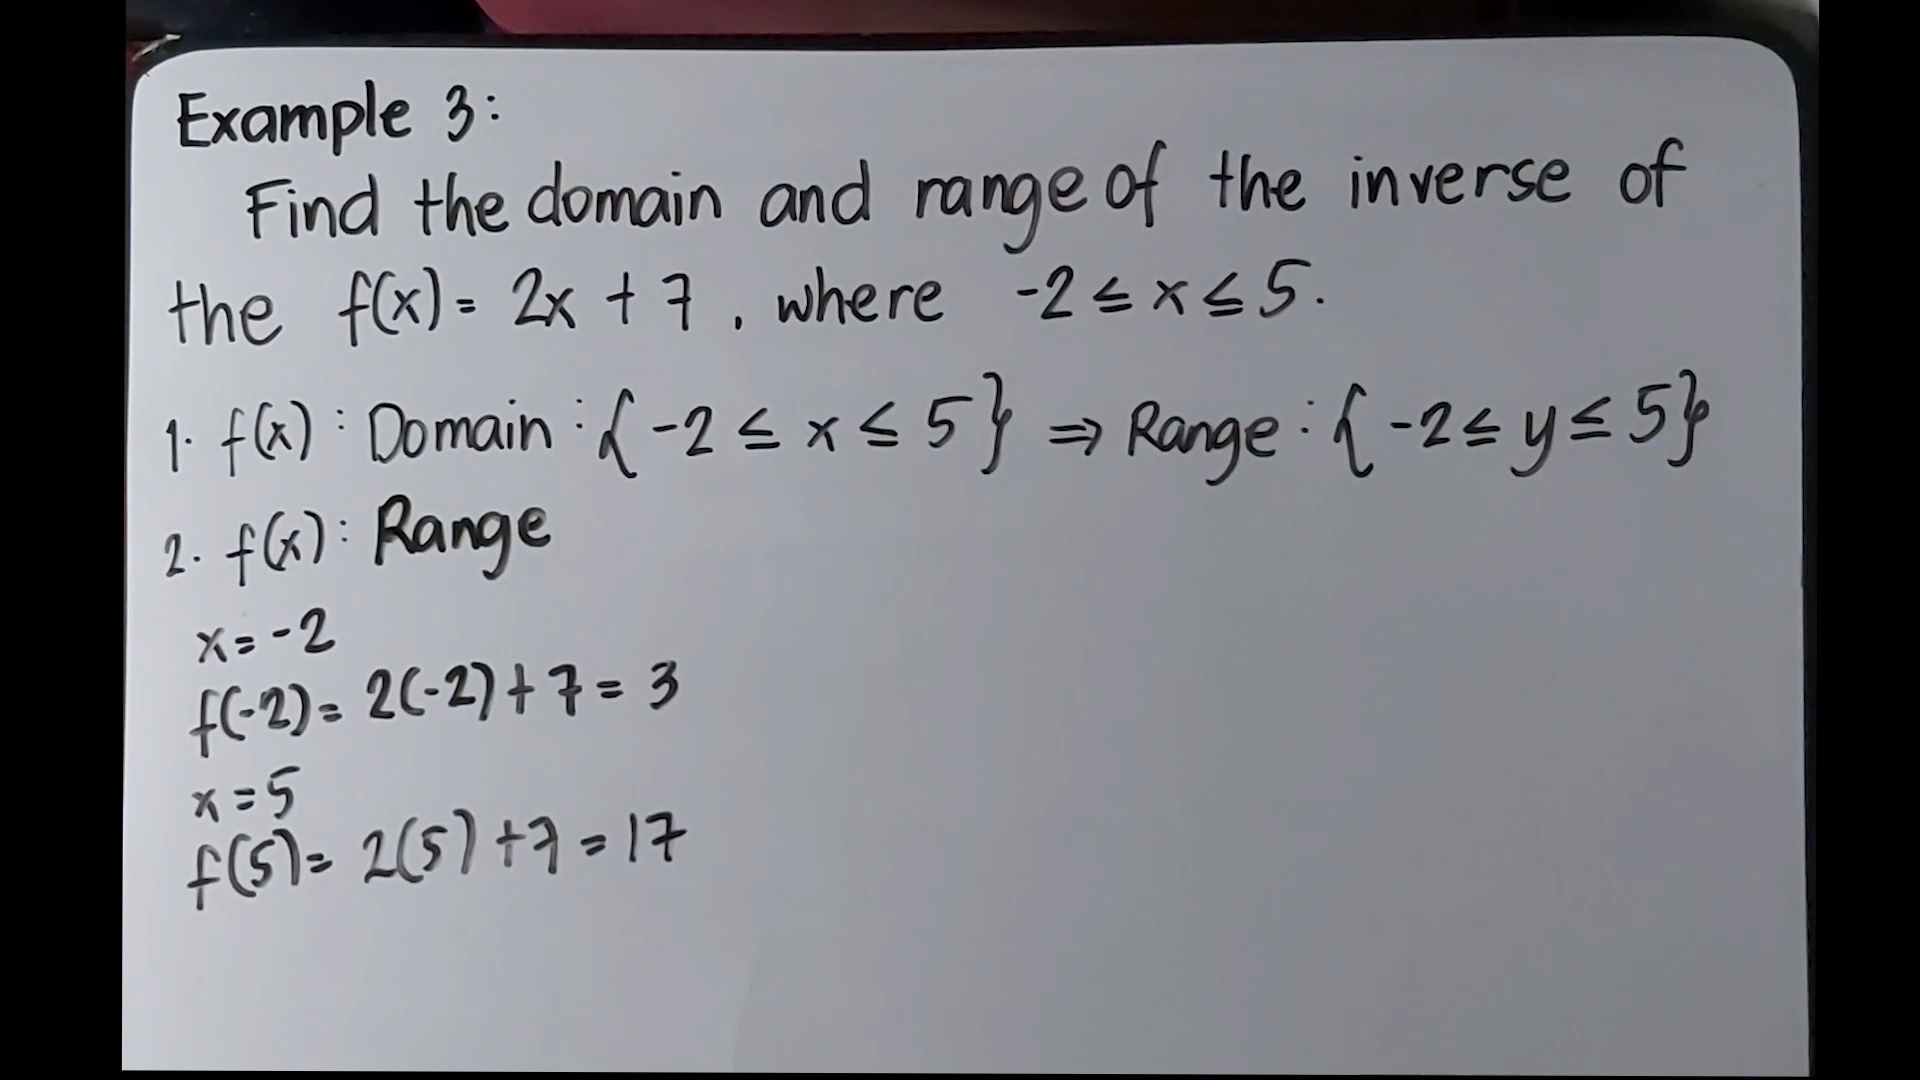 Example 3:
Find the domain and range of the inverse of
the f(x) = 2x + 7, where -2 ≤ x ≤ 5.
1. f(x): Domain: {-2 ≤ x ≤ 5} ⇒ Range: {-2 ≤ y ≤ 5}
2. f(x): Range
x = -2
f(-2) = 2(-2) + 7 = 3
x = 5
f(5) = 2(5) + 7 = 17